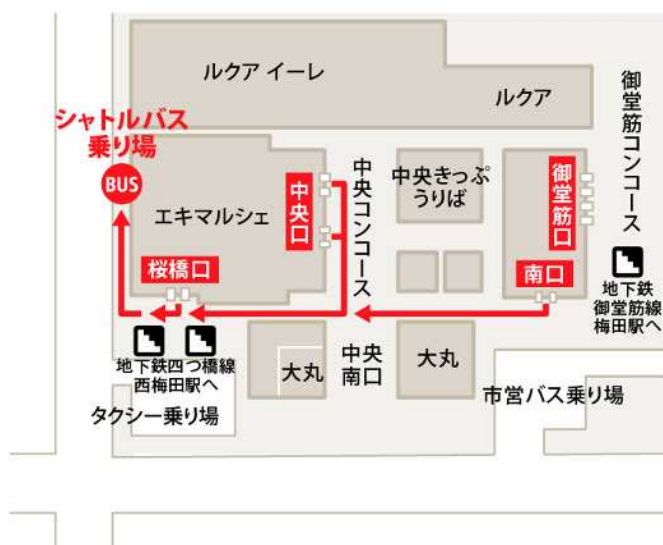 ルクア イーレ
ルクア
御堂筋コンコース
シャトルバス
乗り場
BUS
エキマルシェ
中央口
中央コンコース
中央きっぷ
うりば
御堂筋口
桜橋口
南口
地下鉄
御堂筋線
梅田駅へ
地下鉄四つ橋線
西梅田駅へ
大丸
中央
南口
大丸
タクシー乗り場
市営バス乗り場